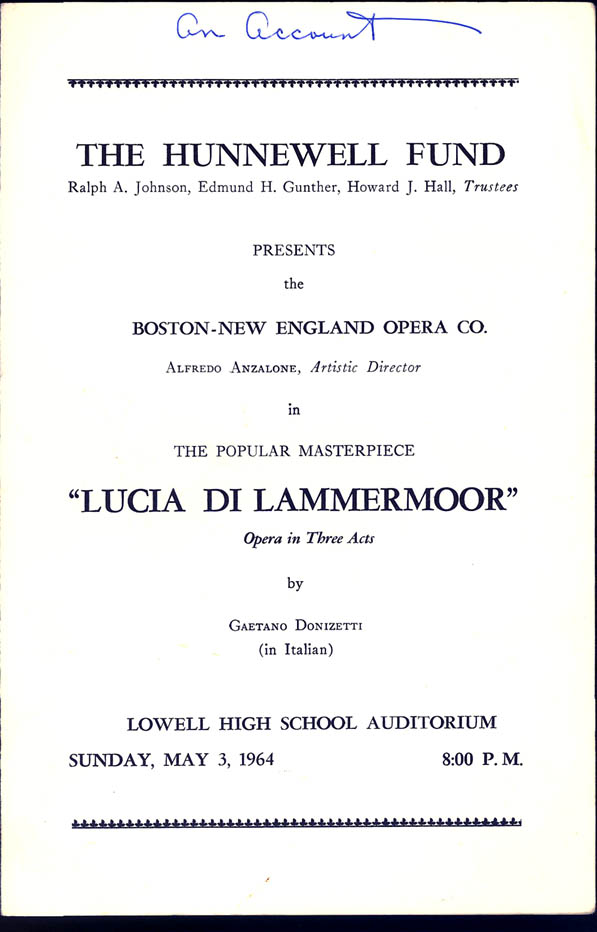 An Account
THE HUNNEWELL FUND
Ralph A. Johnson, Edmund H. Gunther, Howard J. Hall, Trustees
PRESENTS
the
BOSTON-NEW ENGLAND OPERA CO.
Alfredo Anzalone, Artistic Director
in
THE POPULAR MASTERPIECE
“LUCIA DI LAMMERMOOR”
Opera in Three Acts
by
Gaetano Donizetti
(in Italian)
LOWELL HIGH SCHOOL AUDITORIUM
SUNDAY, MAY 3, 1964 8:00 P. M.